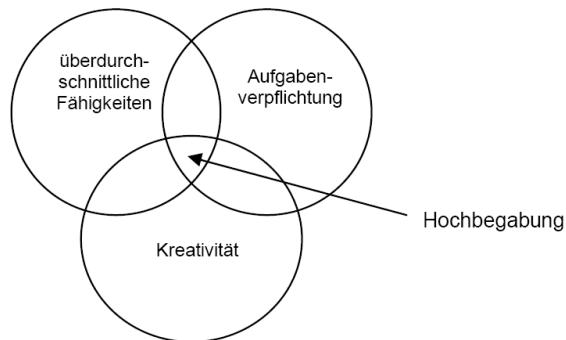 überdurch-
schnittliche
Fähigkeiten
Aufgaben-
verpflichtung
Hochbegabung
Kreativität